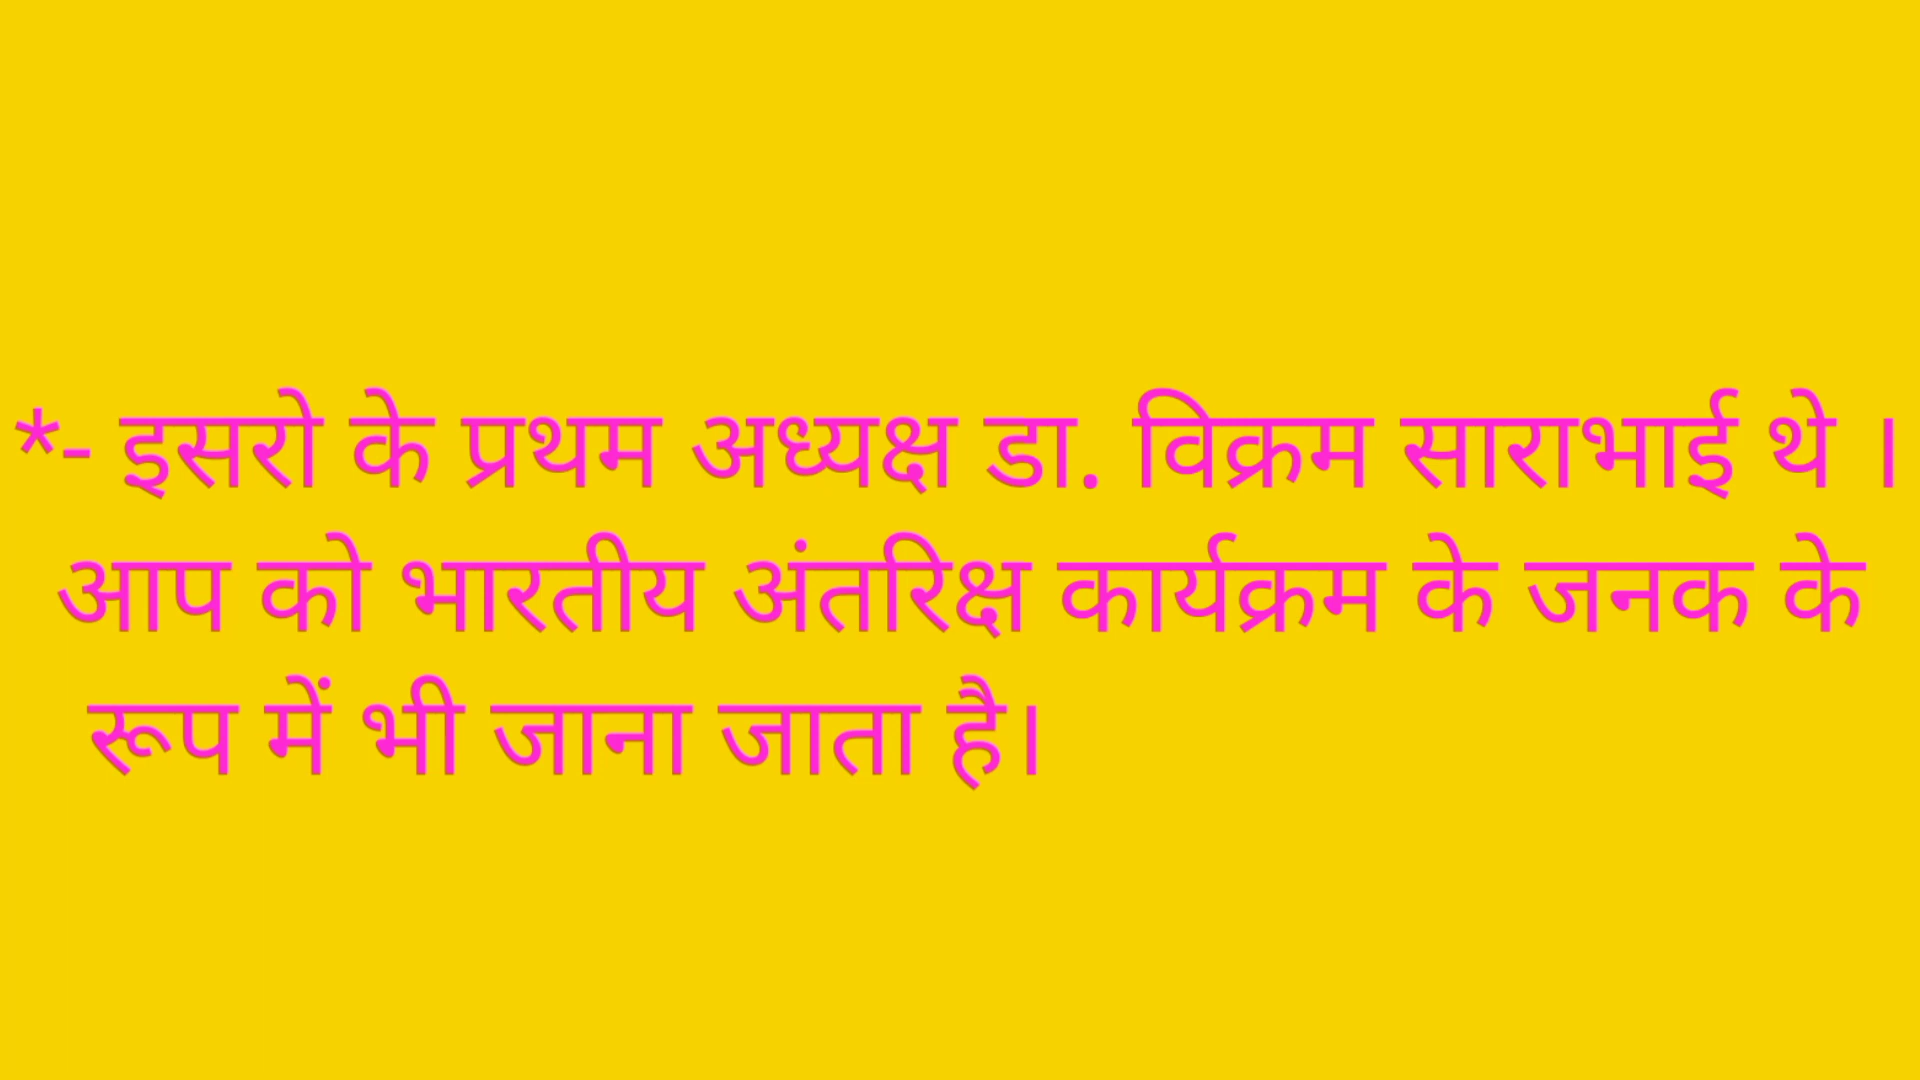 *- इसरो के प्रथम अध्यक्ष डा. विक्रम साराभाई थे ।
आप को भारतीय अंतरिक्ष कार्यक्रम के जनक के
रूप में भी जाना जाता है।